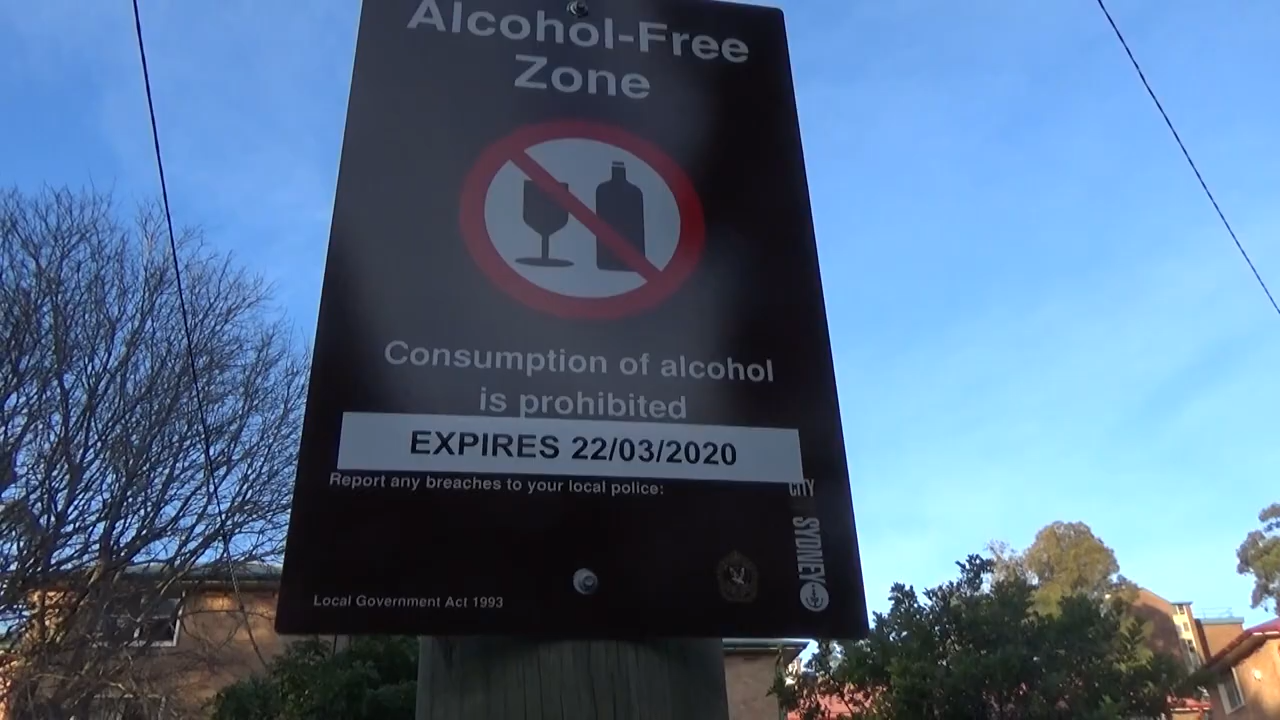 Alcohol-Free
Zone
Consumption of alcohol
is prohibited
EXPIRES 22/03/2020
Report any breaches to your local police:
CITY
SYDNEY
Local Government Act 1993